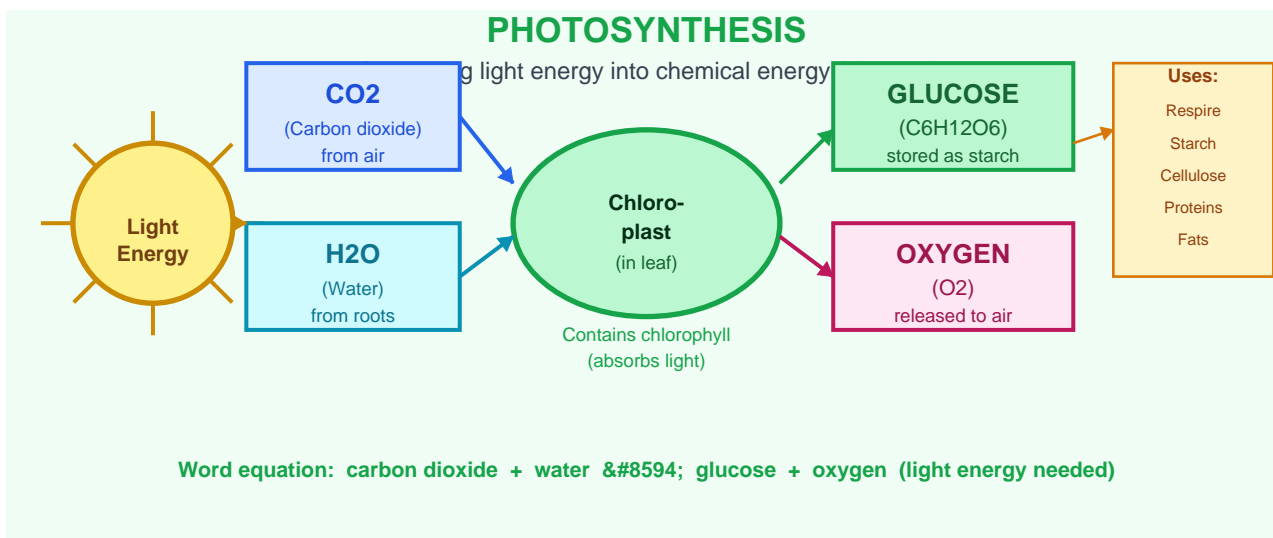 PHOTOSYNTHESIS
light energy into chemical energy
CO2
(Carbon dioxide)
from air
Light
Energy
H2O
(Water)
from roots
Chloro-
plast
(in leaf)
Contains chlorophyll
(absorbs light)
GLUCOSE
(C6H12O6)
stored as starch
OXYGEN
(O2)
released to air
Uses:
Respire
Starch
Cellulose
Proteins
Fats
Word equation: carbon dioxide + water &#8594; glucose + oxygen (light energy needed)